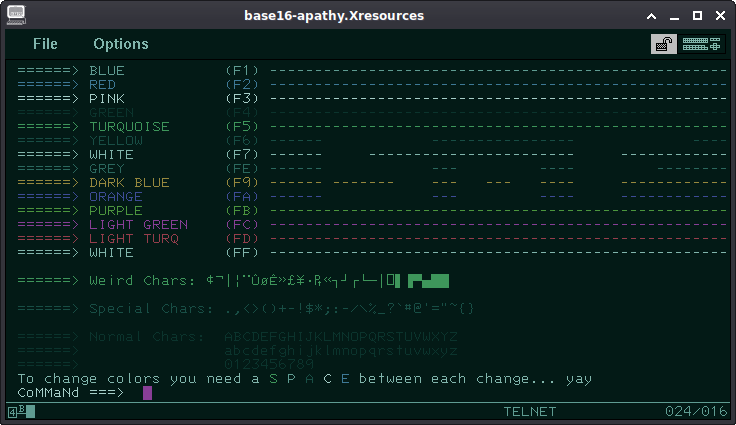 base16-apathy.Xresources
File Options
======> BLUE (F1) ---------------------------------------------------
======> RED (F2) ---------------------------------------------------
======> PINK (F3) ---------------------------------------------------
======> GREEN (F4) ---------------------------------------------------
======> TURQUOISE (F5) ---------------------------------------------------
======> YELLOW (F6) ------ ----
======> WHITE (F7) ------ --------------------- ------------
======> GREY (FE) --- ---- ---
======> DARK BLUE (F9) ------ ------- --- --- ---- ------------
======> ORANGE (FA) --- ---- ------------
======> PURPLE (FB) ---------------------------------------------------
======> LIGHT GREEN (FC) ---------------------------------------------------
======> LIGHT TURQ (FD) ---------------------------------------------------
======> WHITE (FF) ---------------------------------------------------
======> Weird Chars: ¢¬|¦¨ÛøÊ»£¥·₧«┐┘┌└─│
======> Special Chars: .,<>()+-!$*;:-/\%_?`#@'="~{}
======> Normal Chars: ABCDEFGHIJKLMNOPQRSTUVWXYZ
======> abcdefghijklmnopqrstuvwxyz
======> 0123456789
To change colors you need a S P A C E between each change... yay
CoMMaNd ===>
4B TELNET 024/016